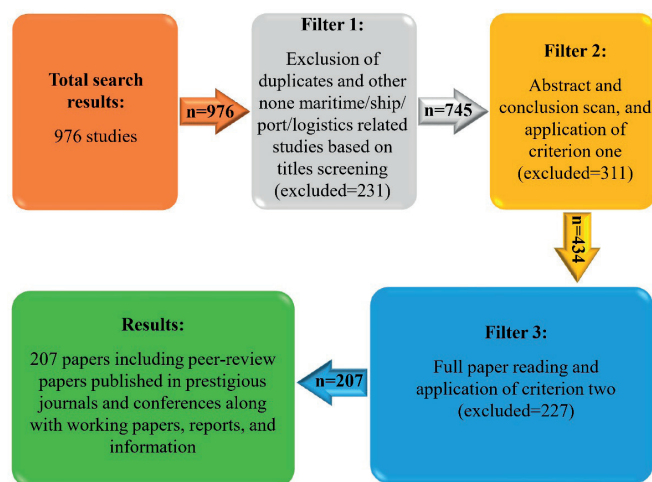 Total search
results:
976 studies
n=976
Filter 1:
Exclusion of
duplicates and other
none maritime/ship/
port/logistics related
studies based on
titles screening
(excluded=231)
n=745
Filter 2:
Abstract and
conclusion scan, and
application of
criterion one
(excluded=311)
n=434
Filter 3:
Full paper reading and
application of criterion two
(excluded=227)
n=207
Results:
207 papers including peer-review
papers published in prestigious
journals and conferences along
with working papers, reports, and
information